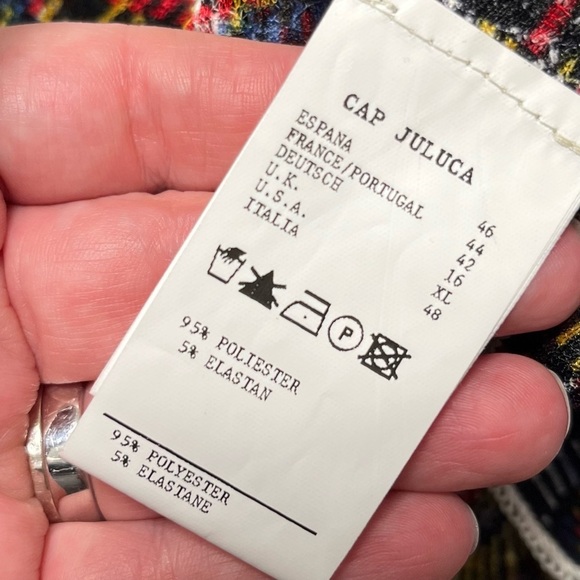 CAP JULUCA
ESPANA 46
FRANCE/PORTUGAL 44
DEUTSCH 42
U.K. 16
U.S.A. XL
ITALIA 48
P
95% POLIESTER
5% ELASTAN
95% POLYESTER
5% ELASTANE